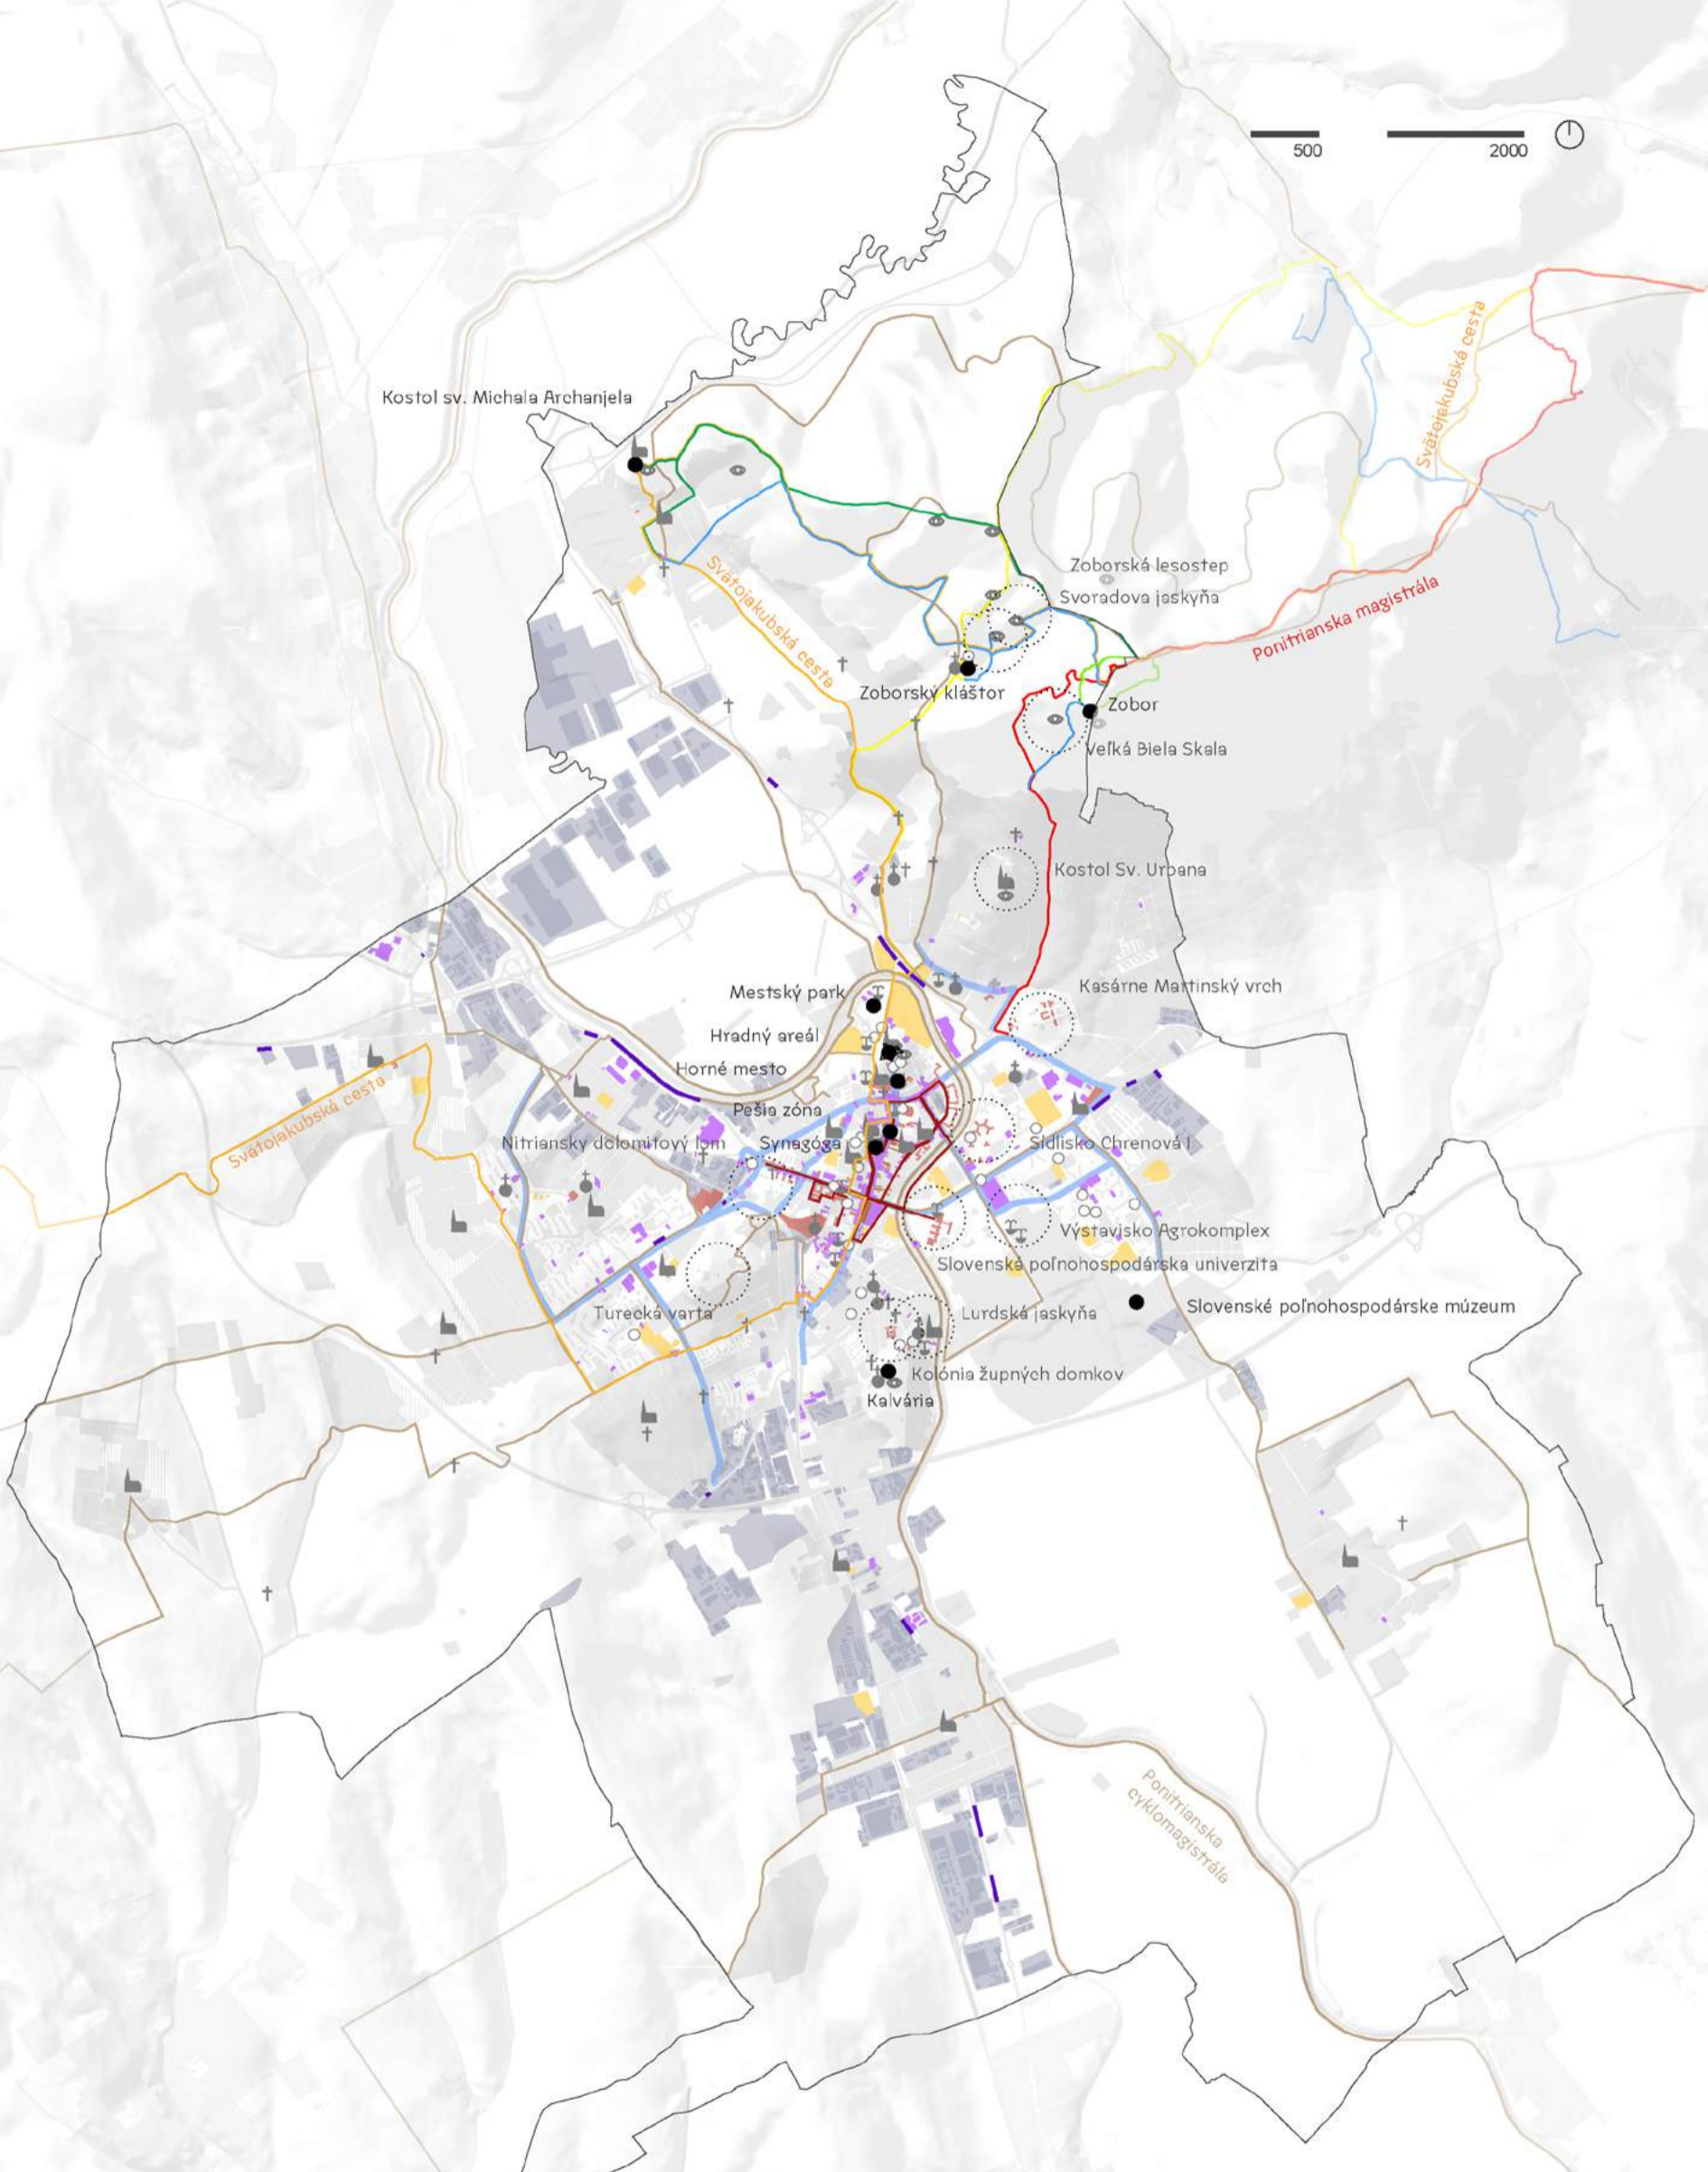 500
2000
Svätojakubská cesta
Kostol sv. Michala Archanjela
Zoborská lesostep
Svoradova jaskyňa
Svätojakubská cesta
Ponitrianska magistrála
Zoborský kláštor
Zobor
Veľká Biela Skala
Kostol Sv. Urbana
Mestský park
Kasárne Martinský vrch
Hradný areál
Horné mesto
Svätojakubská cesta
Pešia zóna
Nitriansky dolomitový lom
Synagóga
Sídlisko Chrenová I.
Výstavisko Agrokomplex
Slovenská poľnohospodárska univerzita
Turecká varta
Lurdská jaskyňa
Slovenské poľnohospodárske múzeum
Kolónia župných domkov
Kalvária
Ponitrianska
cyklomagistrála